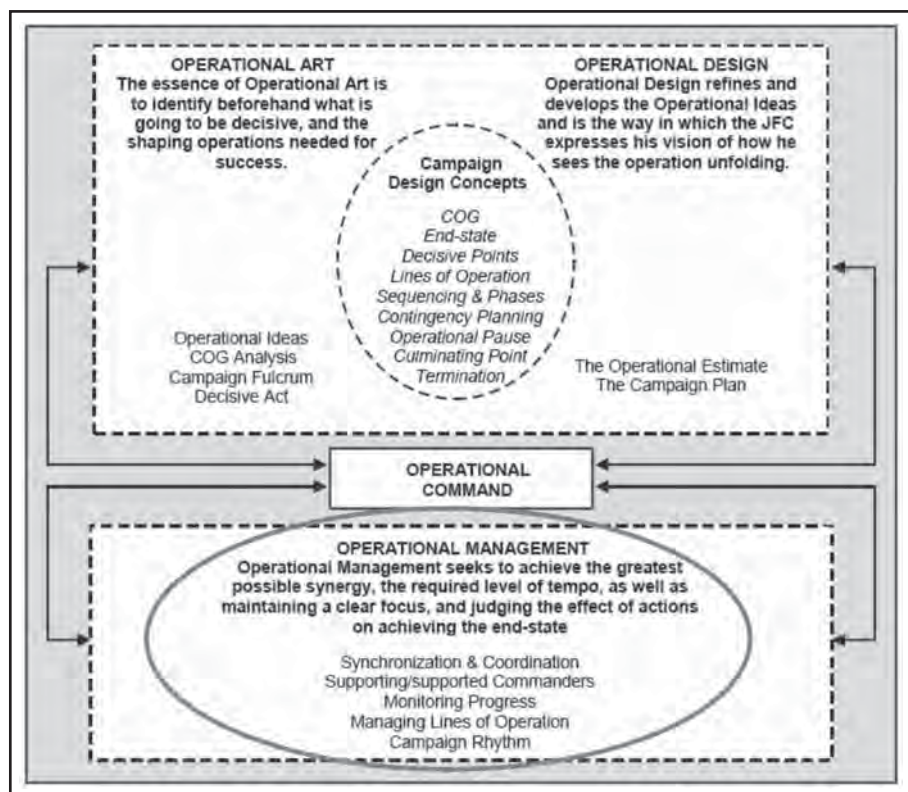 OPERATIONAL ART
The essence of Operational Art is
to identify beforehand what is
going to be decisive, and the
shaping operations needed for
success.
OPERATIONAL DESIGN
Operational Design refines and
develops the Operational Ideas
and is the way in which the JFC
expresses his vision of how he
sees the operation unfolding.
Campaign
Design Concepts
COG
End-state
Decisive Points
Lines of Operation
Sequencing & Phases
Contingency Planning
Operational Pause
Culminating Point
Termination
Operational Ideas
COG Analysis
Campaign Fulcrum
Decisive Act
The Operational Estimate
The Campaign Plan
OPERATIONAL
COMMAND
OPERATIONAL MANAGEMENT
Operational Management seeks to achieve the greatest
possible synergy, the required level of tempo, as well as
maintaining a clear focus, and judging the effect of actions
on achieving the end-state
Synchronization & Coordination
Supporting/supported Commanders
Monitoring Progress
Managing Lines of Operation
Campaign Rhythm